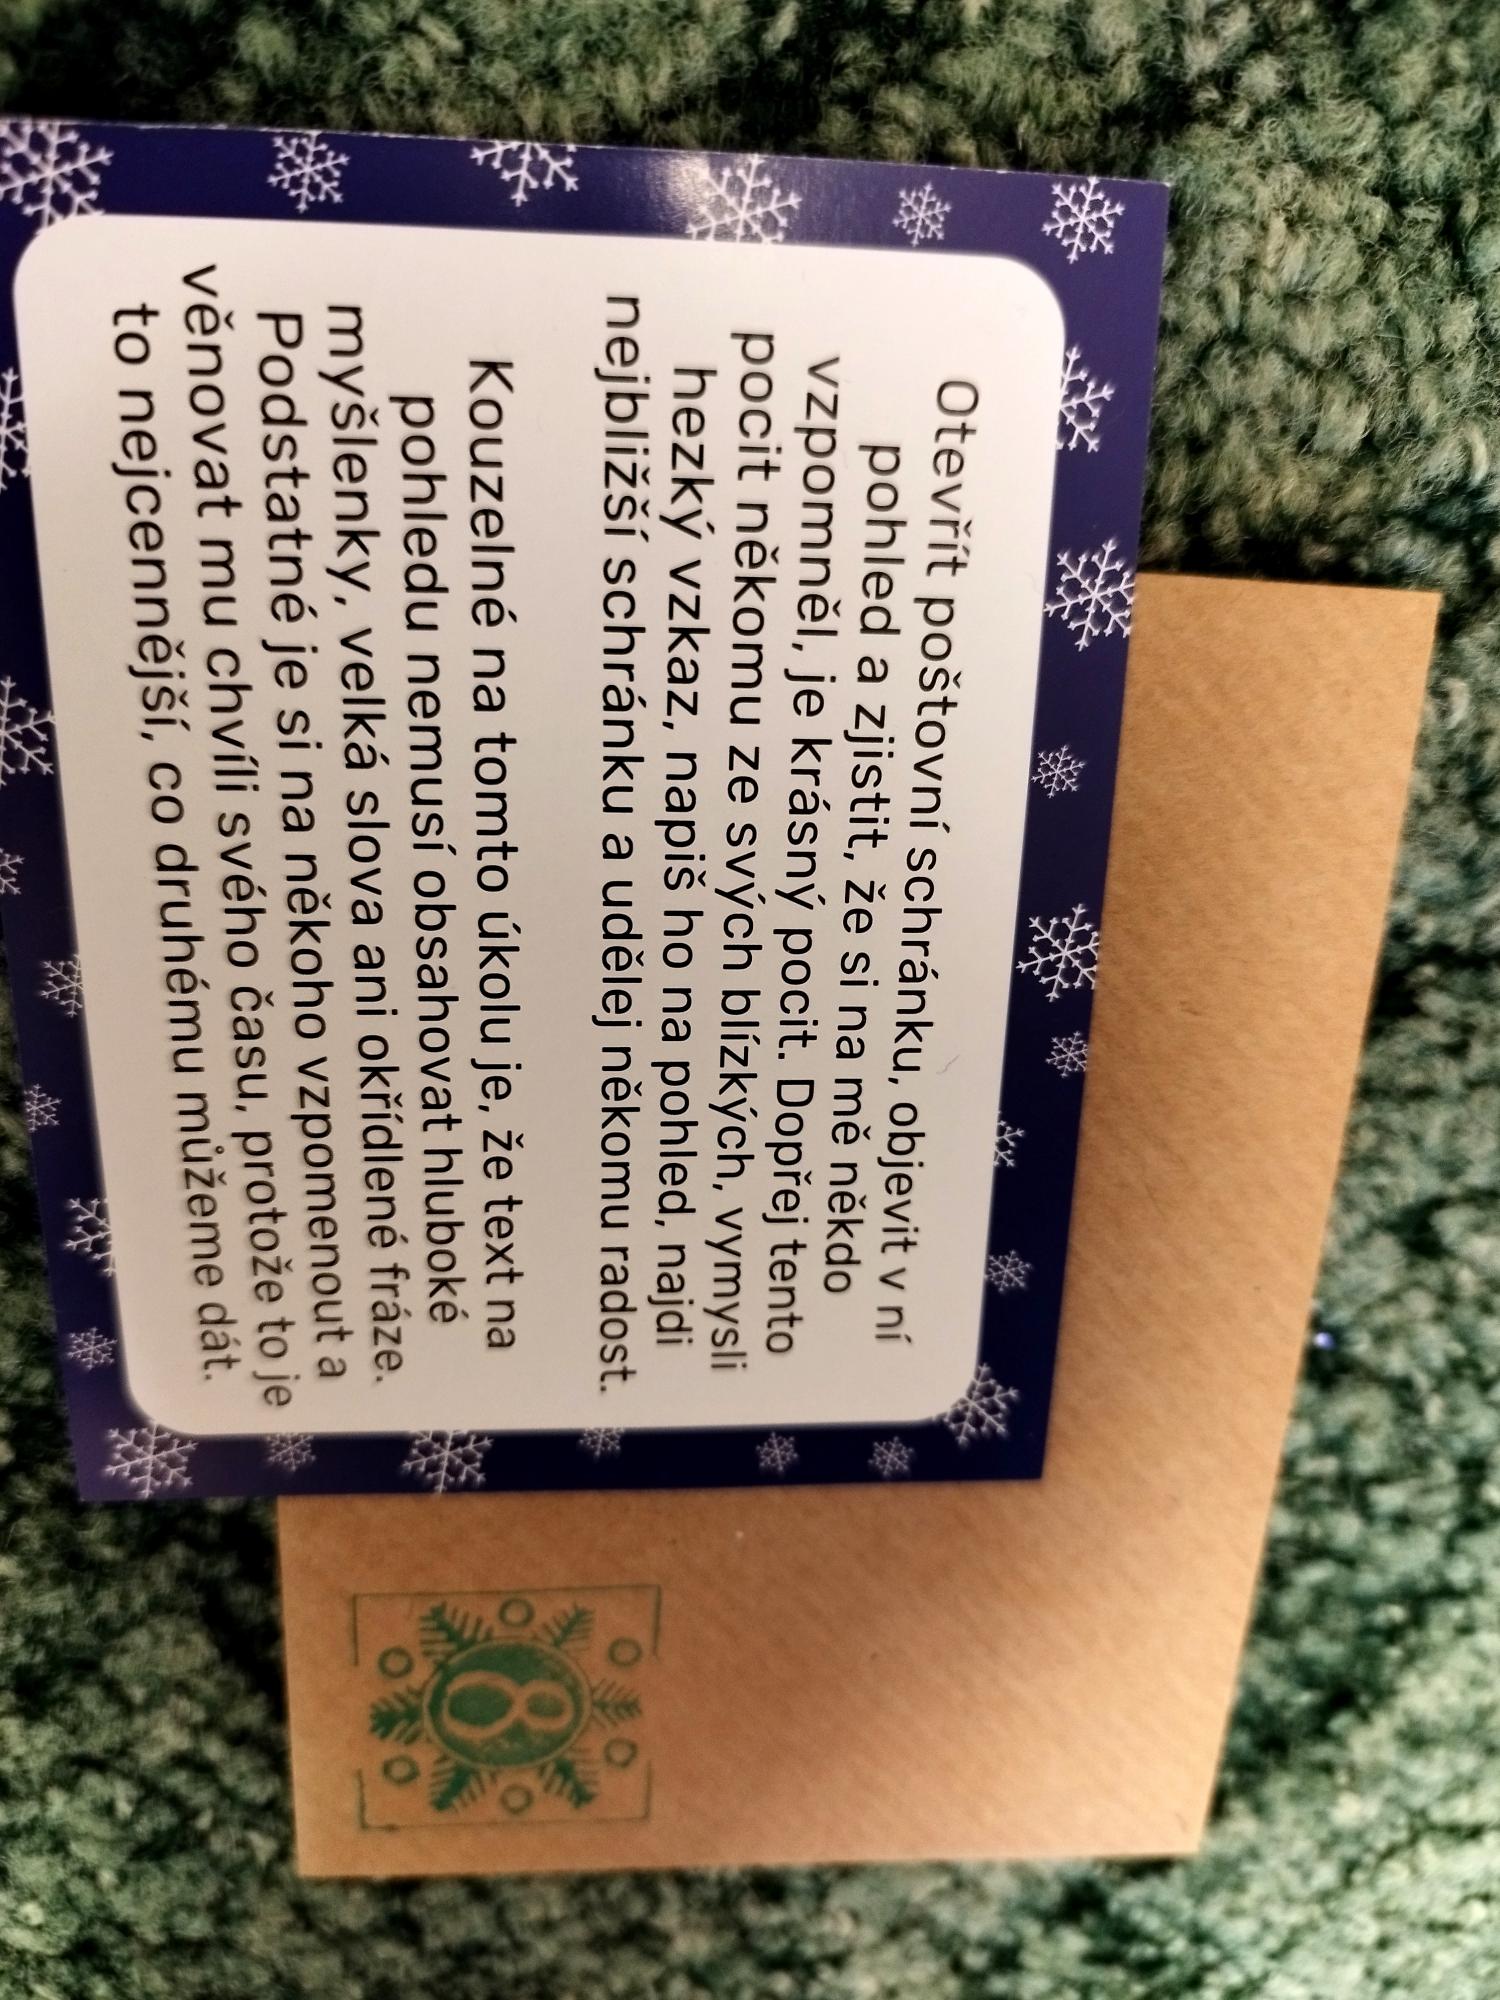 Otevřít poštovní schránku, objevit v ní
pohled a zjistit, že si na mě někdo
vzpomněl, je krásný pocit. Dopřej tento
pocit někomu ze svých blízkých, vymysli
hezký vzkaz, napiš ho na pohled, najdi
nejbližší schránku a udělej někomu radost.
Kouzelné na tomto úkolu je, že text na
pohledu nemusí obsahovat hluboké
myšlenky, velká slova ani okřídlené fráze.
Podstatné je si na někoho vzpomenout a
věnovat mu chvíli svého času, protože to je
to nejcennější, co druhému můžeme dát.
8